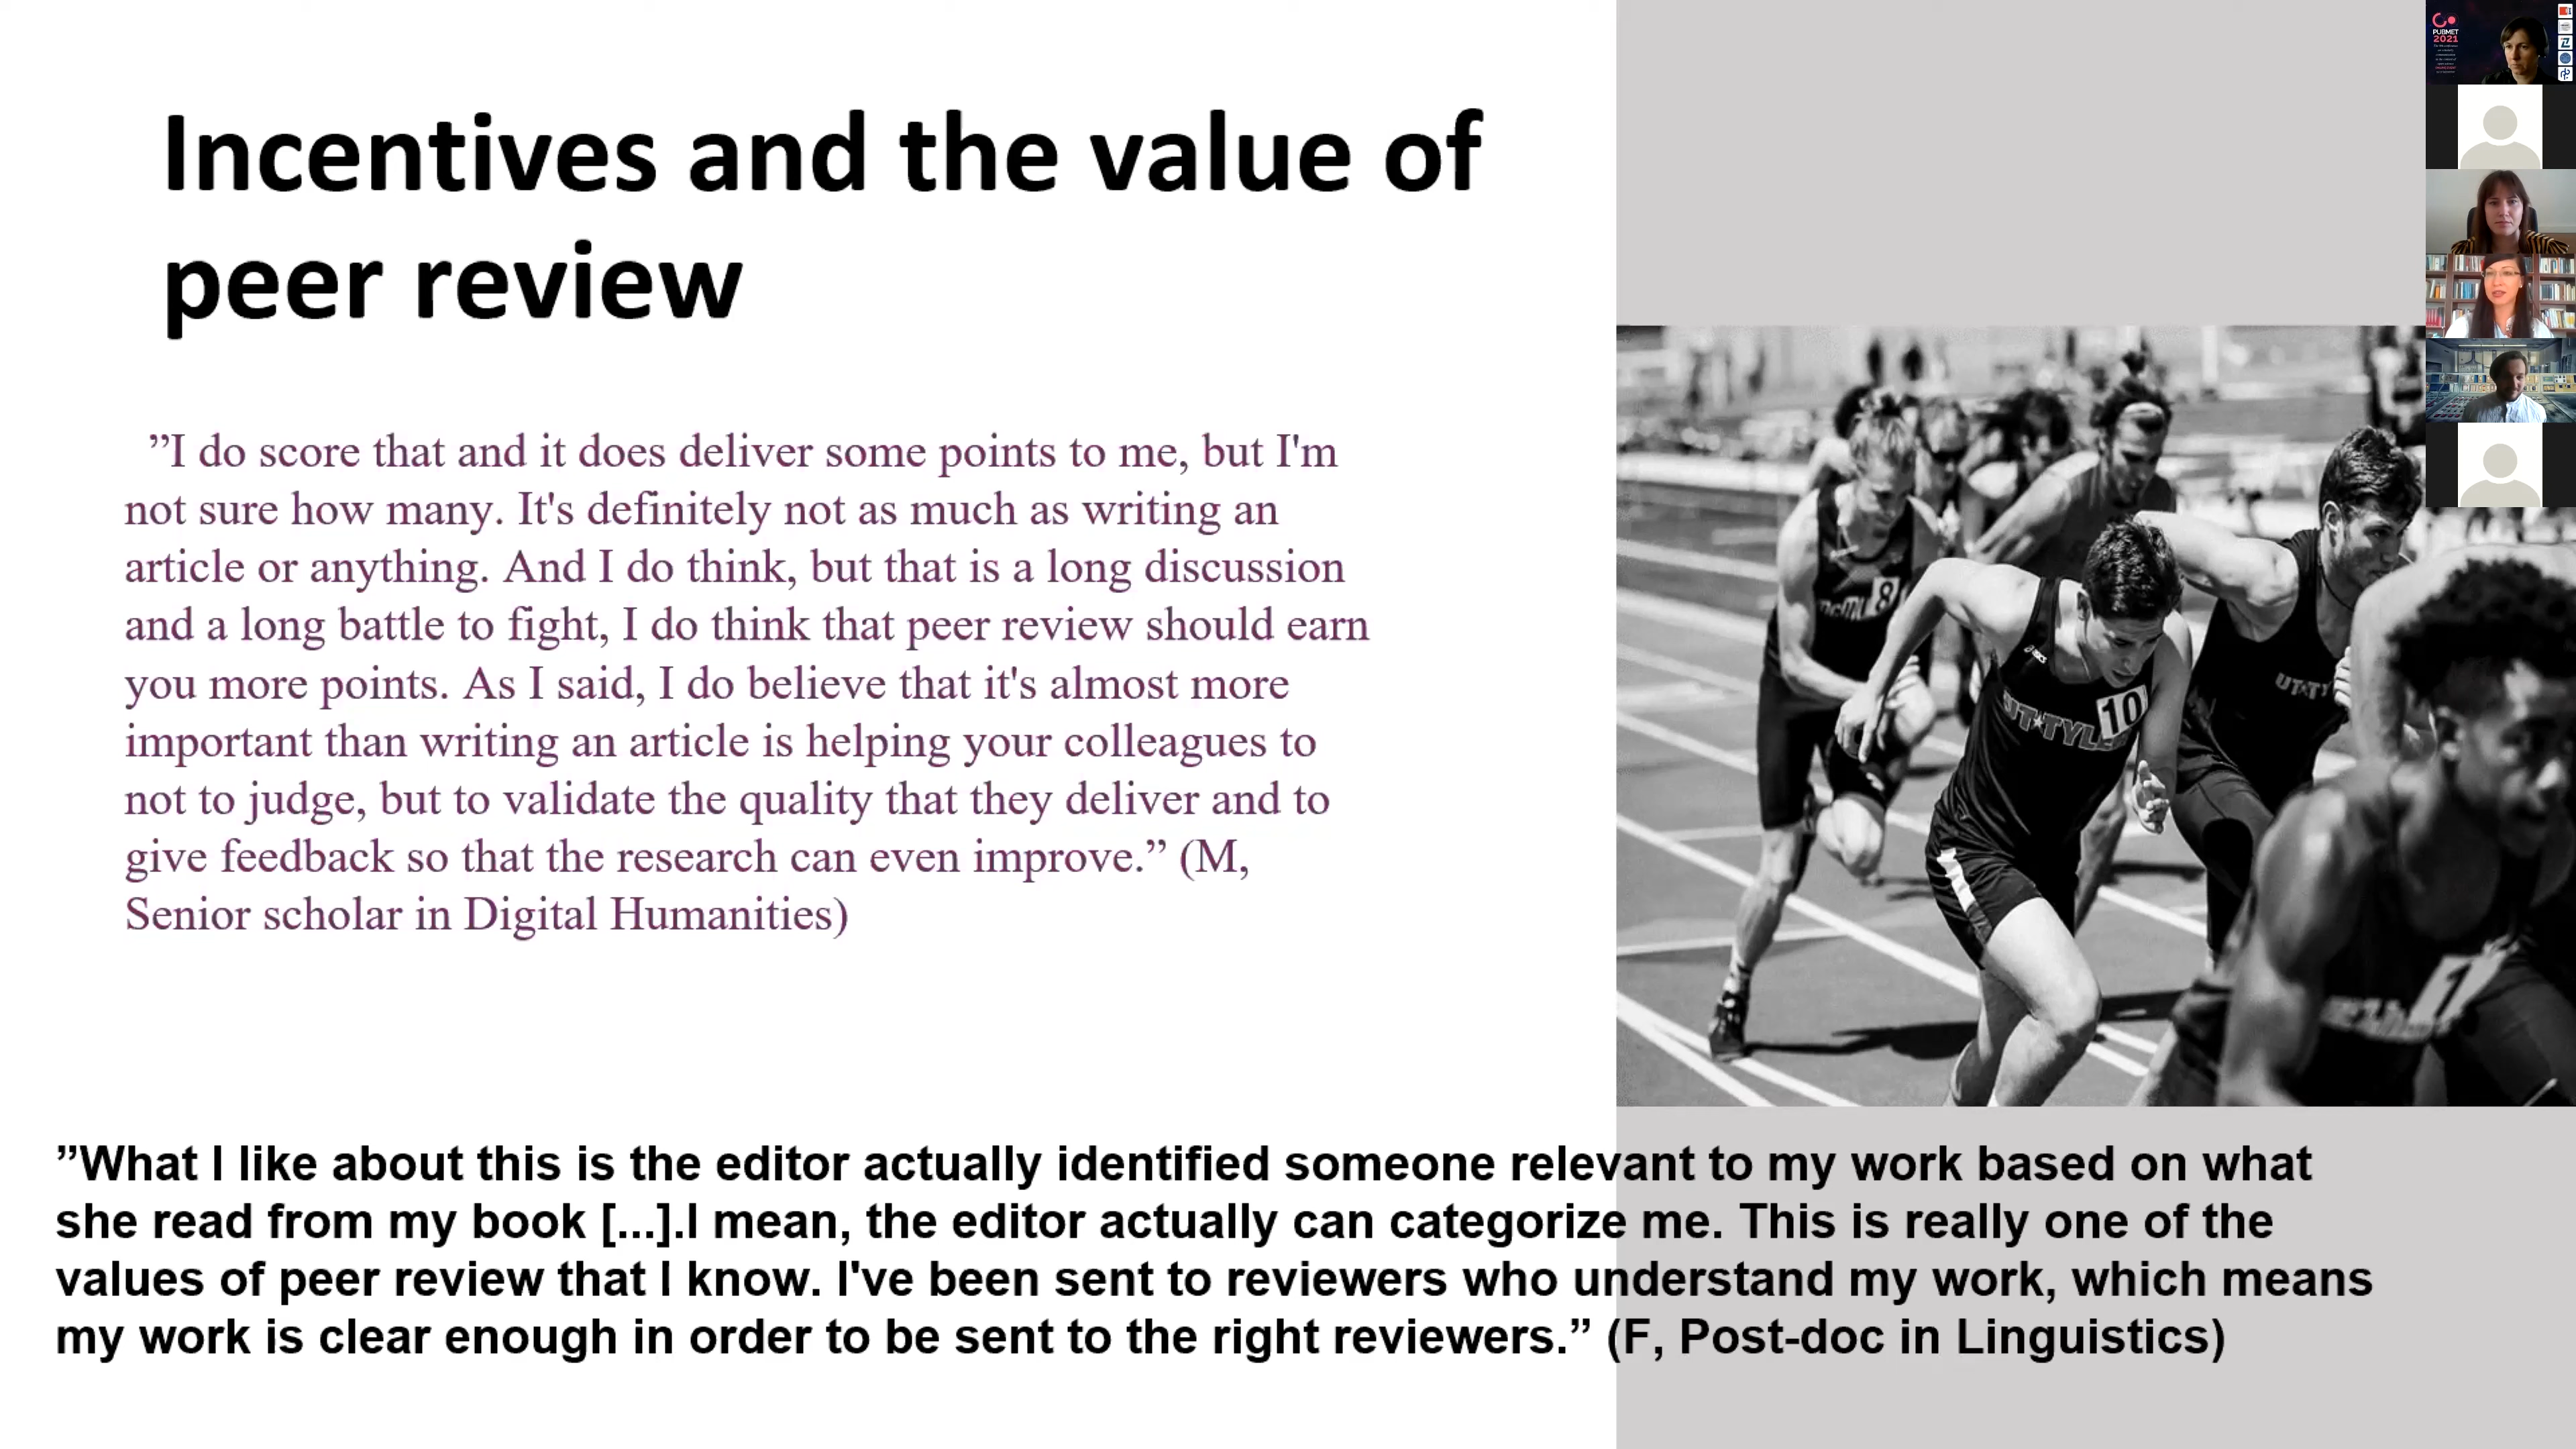 Incentives and the value of
peer review
”I do score that and it does deliver some points to me, but I'm
not sure how many. It's definitely not as much as writing an
article or anything. And I do think, but that is a long discussion
and a long battle to fight, I do think that peer review should earn
you more points. As I said, I do believe that it's almost more
important than writing an article is helping your colleagues to
not to judge, but to validate the quality that they deliver and to
give feedback so that the research can even improve.” (M,
Senior scholar in Digital Humanities)
”What I like about this is the editor actually identified someone relevant to my work based on what
she read from my book [...].I mean, the editor actually can categorize me. This is really one of the
values of peer review that I know. I've been sent to reviewers who understand my work, which means
my work is clear enough in order to be sent to the right reviewers.” (F, Post-doc in Linguistics)
PUBMET
2021
8
10
UT★TYL
asics
1